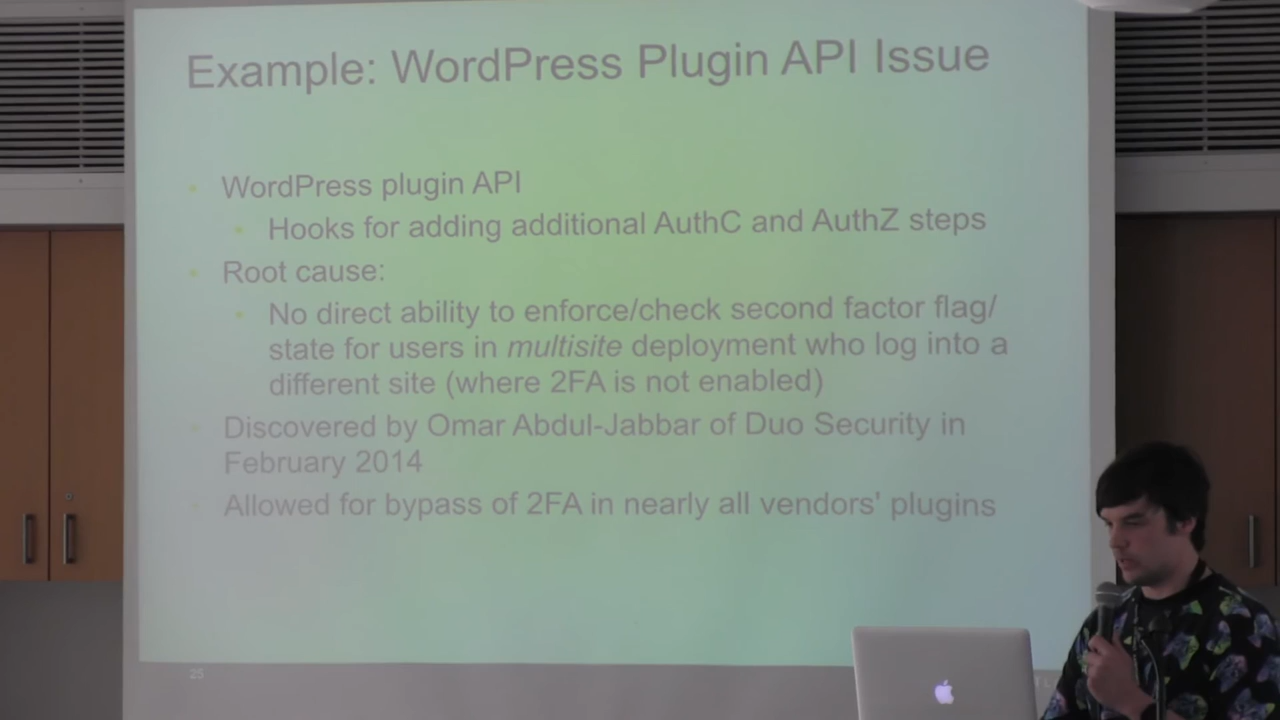 Example: WordPress Plugin API Issue
WordPress plugin API
Hooks for adding additional AuthC and AuthZ steps
Root cause:
No direct ability to enforce/check second factor flag/
state for users in multisite deployment who log into a
different site (where 2FA is not enabled)
Discovered by Omar Abdul-Jabbar of Duo Security in
February 2014
Allowed for bypass of 2FA in nearly all vendors' plugins
25